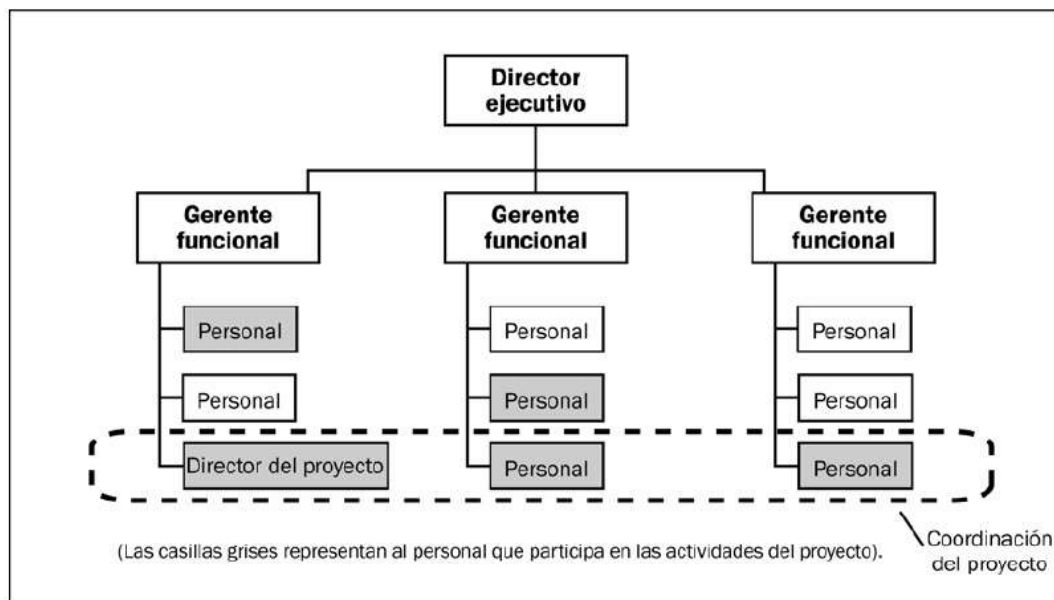 Director
ejecutivo
Gerente
funcional
Gerente
funcional
Gerente
funcional
Personal
Personal
Personal
Personal
Personal
Personal
Director del proyecto
Personal
Personal
(Las casillas grises representan al personal que participa en las actividades del proyecto).
Coordinación
del proyecto